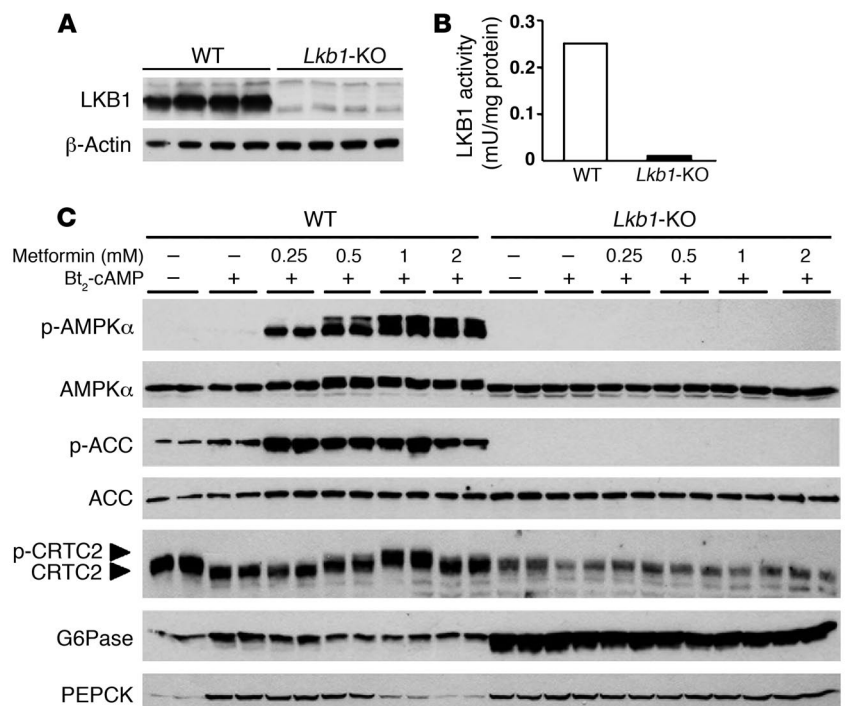 A
WT Lkb1-KO
LKB1
β-Actin
B
LKB1 activity
(mU/mg protein)
0.3
0.2
0.1
0
WT Lkb1-KO
C
WT Lkb1-KO
Metformin (mM) – – 0.25 0.5 1 2 – – 0.25 0.5 1 2
Bt2-cAMP – + + + + + – + + + + +
p-AMPKα
AMPKα
p-ACC
ACC
p-CRTC2
CRTC2
G6Pase
PEPCK